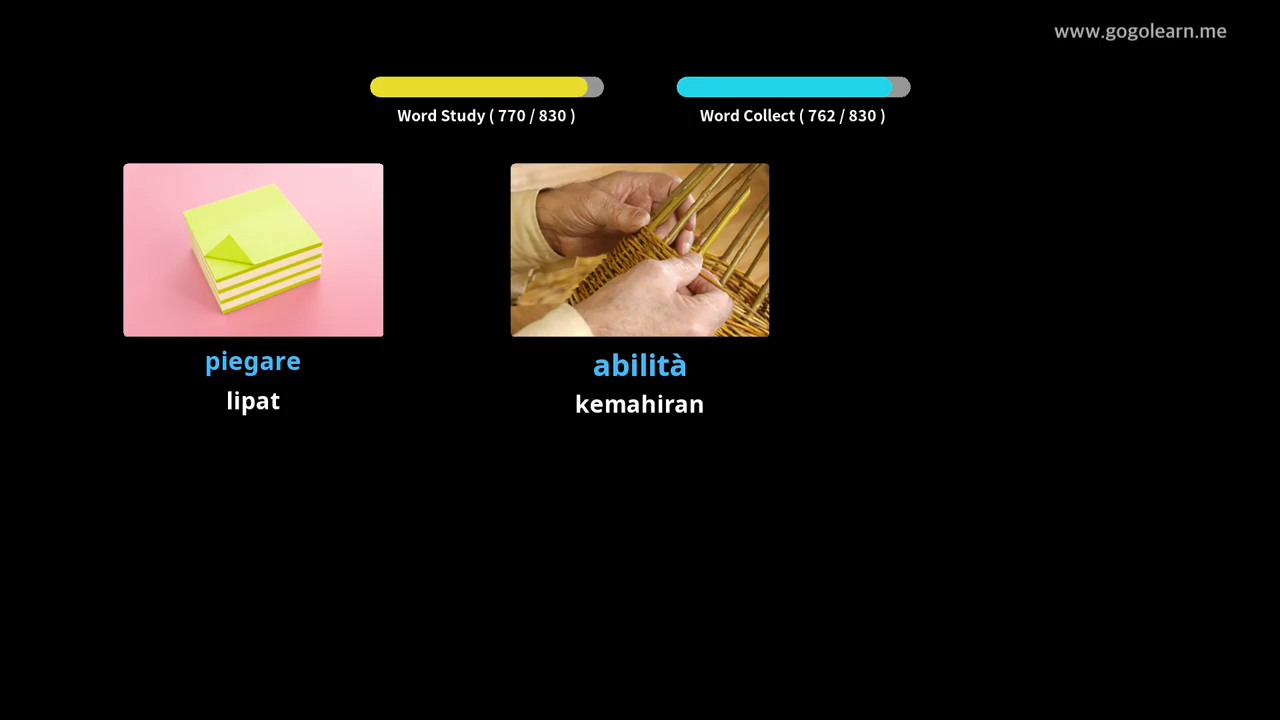 www.gogolearn.me
Word Study ( 770 / 830 )
Word Collect ( 762 / 830 )
piegare
lipat
abilità
kemahiran